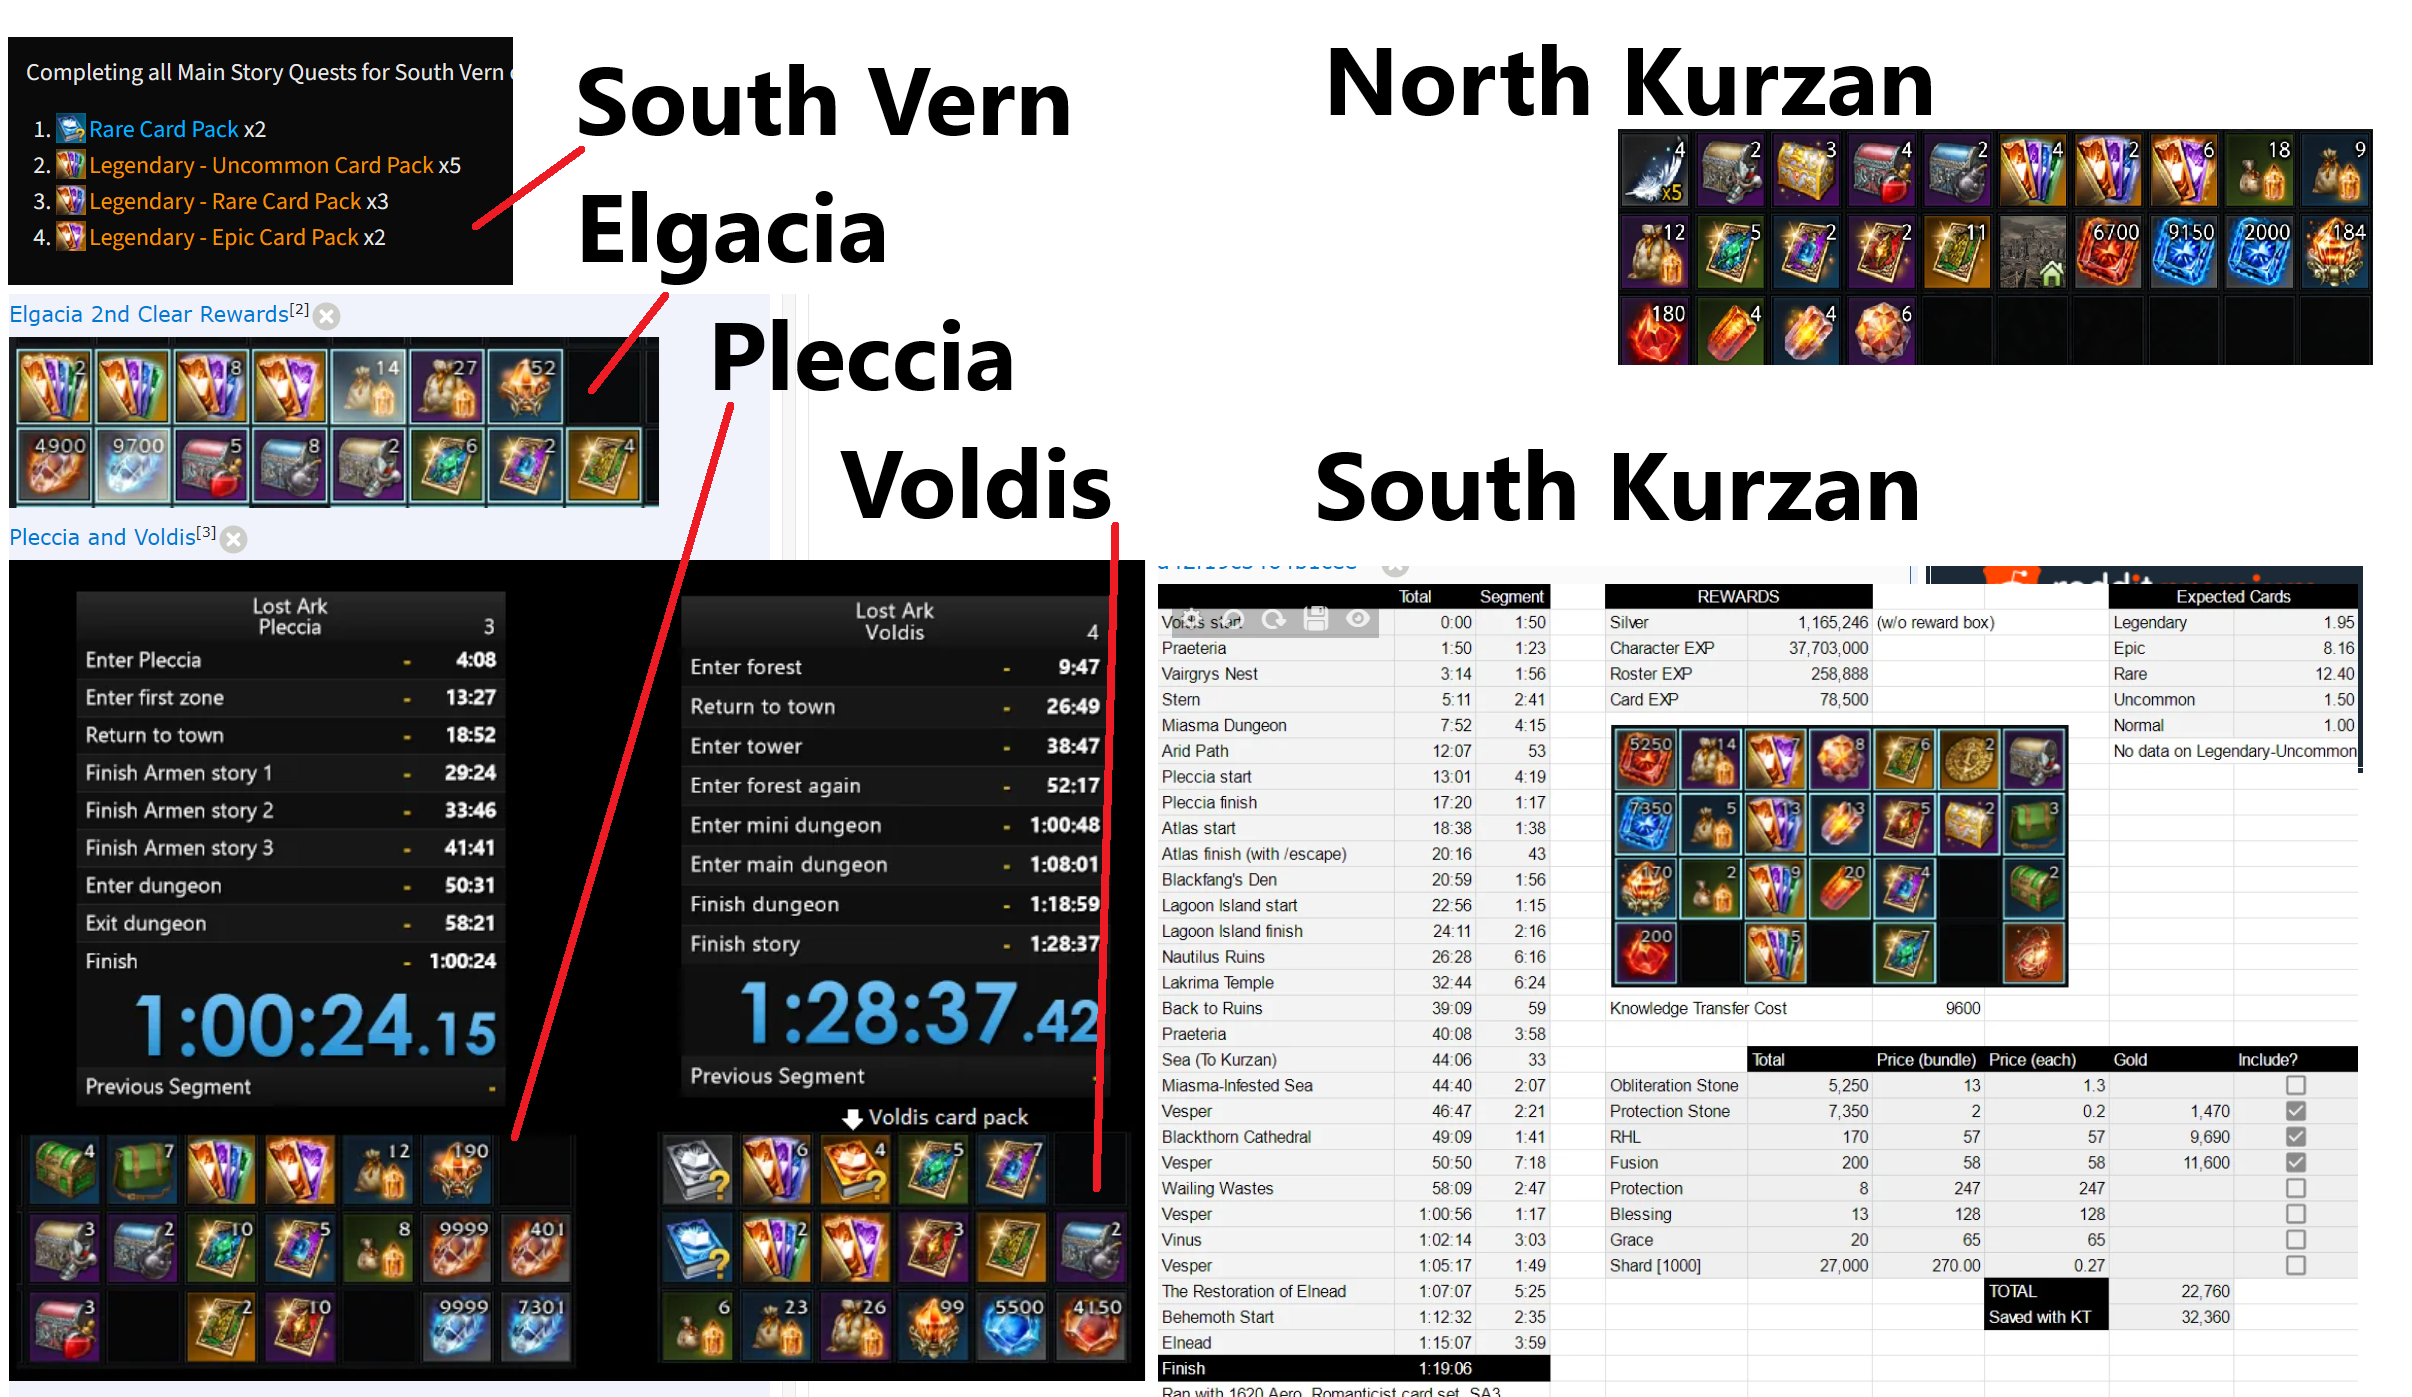 Completing all Main Story Quests for South Vern
1. Rare Card Pack x2
2. Legendary - Uncommon Card Pack x5
3. Legendary - Rare Card Pack x3
4. Legendary - Epic Card Pack x2
South Vern
Elgacia
Pleccia
Voldis
North Kurzan
4 x5 2 3 4 2 4 2 6 18 9
12 5 2 2 11 6700 9150 2000 184
180 4 4 6
South Kurzan
Elgacia 2nd Clear Rewards[2]
2 8 14 27 52
4900 9700 5 8 2 6 2 4
Pleccia and Voldis[3]
Lost Ark
Pleccia
3
Enter Pleccia - 4:08
Enter first zone - 13:27
Return to town - 18:52
Finish Armen story 1 - 29:24
Finish Armen story 2 - 33:46
Finish Armen story 3 - 41:41
Enter dungeon - 50:31
Exit dungeon - 58:21
Finish - 1:00:24
1:00:24.15
Previous Segment -
4 7 12 190
3 2 10 5 8 9999 401
3 2 10 9999 7301
Lost Ark
Voldis
4
Enter forest - 9:47
Return to town - 26:49
Enter tower - 38:47
Enter forest again - 52:17
Enter mini dungeon - 1:00:48
Enter main dungeon - 1:08:01
Finish dungeon - 1:18:59
Finish story - 1:28:37
1:28:37.42
Previous Segment -
Voldis card pack
? 6 4 ? 5 7
? 2 3 2
6 23 26 99 5500 4150
Total Segment
Voldis start 0:00 1:50
Praeteria 1:50 1:23
Vairgrys Nest 3:14 1:56
Stern 5:11 2:41
Miasma Dungeon 7:52 4:15
Arid Path 12:07 53
Pleccia start 13:01 4:19
Pleccia finish 17:20 1:17
Atlas start 18:38 1:38
Atlas finish (with /escape) 20:16 43
Blackfang's Den 20:59 1:56
Lagoon Island start 22:56 1:15
Lagoon Island finish 24:11 2:16
Nautilus Ruins 26:28 6:16
Lakrima Temple 32:44 6:24
Back to Ruins 39:09 59
Praeteria 40:08 3:58
Sea (To Kurzan) 44:06 33
Miasma-Infested Sea 44:40 2:07
Vesper 46:47 2:21
Blackthorn Cathedral 49:09 1:41
Vesper 50:50 7:18
Wailing Wastes 58:09 2:47
Vesper 1:00:56 1:17
Vinus 1:02:14 3:03
Vesper 1:05:17 1:49
The Restoration of Elnead 1:07:07 5:25
Behemoth Start 1:12:32 2:35
Elnead 1:15:07 3:59
Finish 1:19:06
Ran with 1620 Aero, Romanticist card set, SA3
REWARDS
Silver 1,165,246 (w/o reward box)
Character EXP 37,703,000
Roster EXP 258,888
Card EXP 78,500
5250 14 7 8 6 2
7350 5 13 13 5 2 3
170 2 9 20 4 2
200 5 7
Knowledge Transfer Cost 9600
Total Price (bundle) Price (each) Gold Include?
Obliteration Stone 5,250 13 1.3
Protection Stone 7,350 2 0.2 1,470
RHL 170 57 57 9,690
Fusion 200 58 58 11,600
Protection 8 247 247
Blessing 13 128 128
Grace 20 65 65
Shard [1000] 27,000 270.00 0.27
TOTAL 22,760
Saved with KT 32,360
Expected Cards
Legendary 1.95
Epic 8.16
Rare 12.40
Uncommon 1.50
Normal 1.00
No data on Legendary-Uncommon